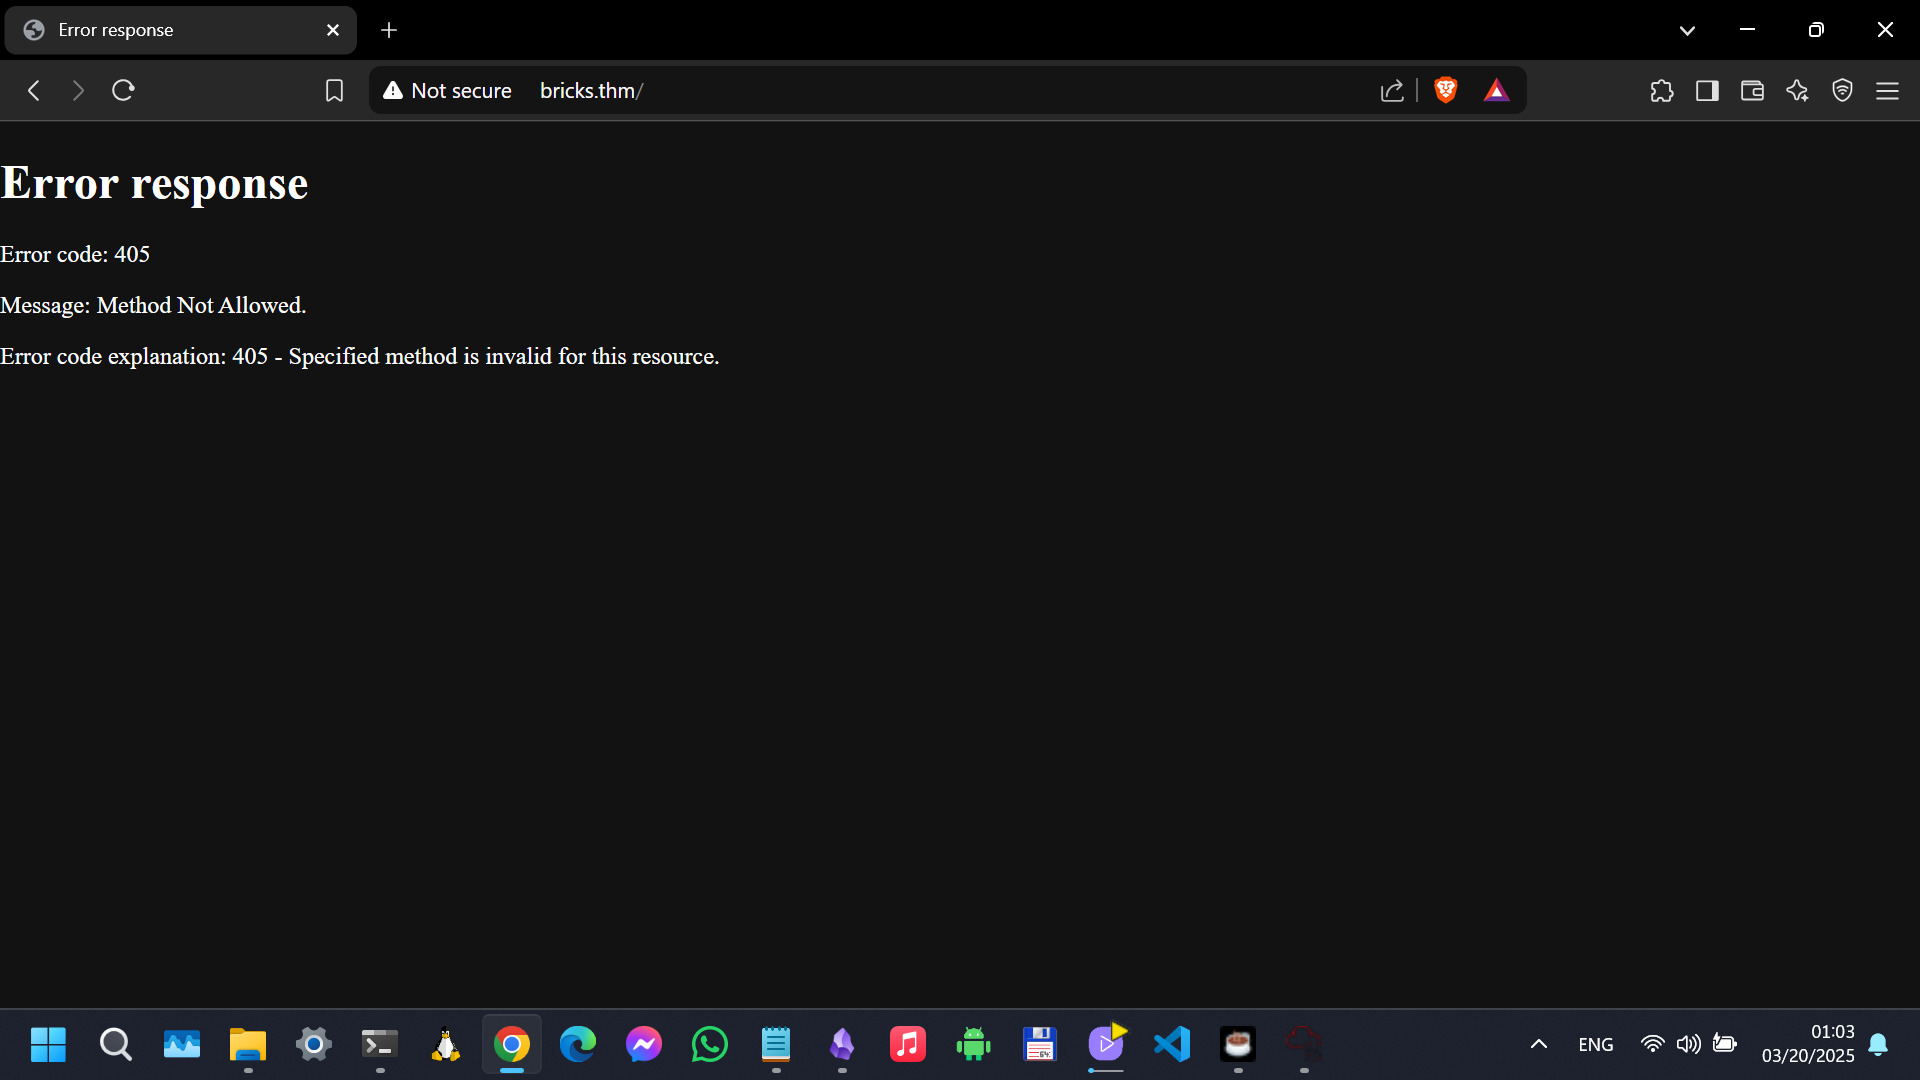 Error response
Not secure bricks.thm/
Error response
Error code: 405
Message: Method Not Allowed.
Error code explanation: 405 - Specified method is invalid for this resource.
64
ENG
01:03
03/20/2025